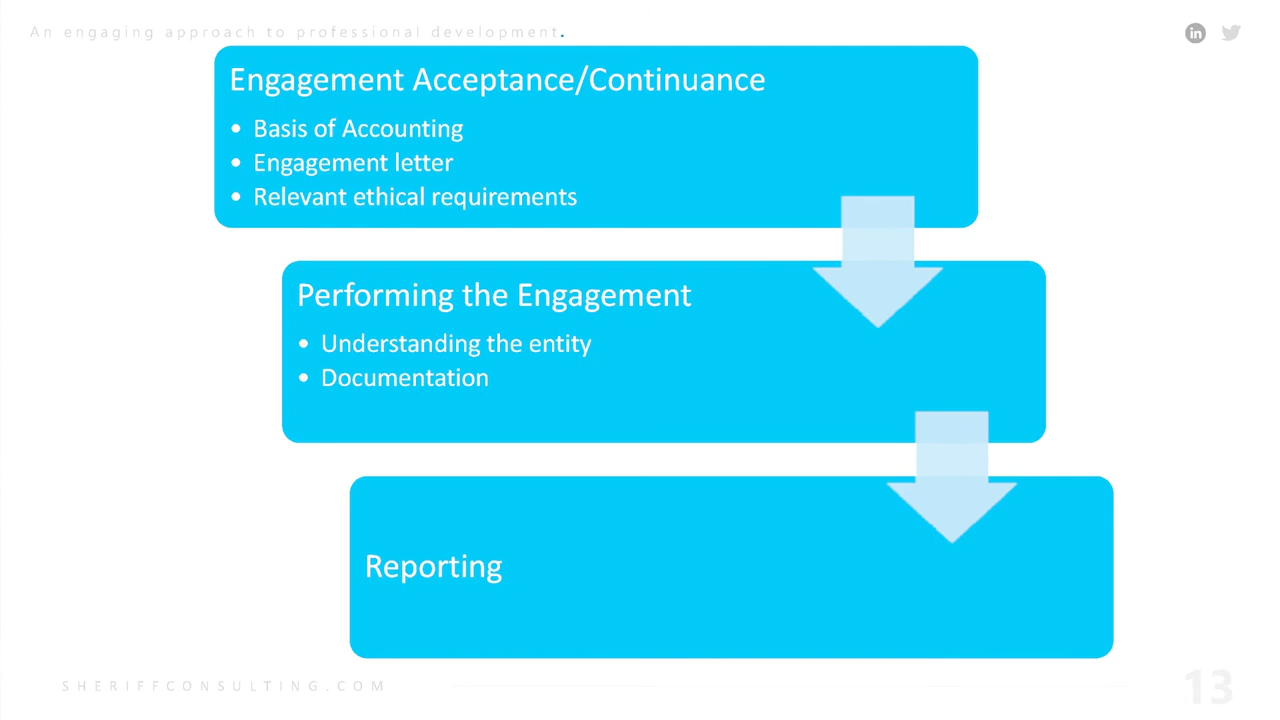 An engaging approach to professional development.
in
Engagement Acceptance/Continuance
• Basis of Accounting
• Engagement letter
• Relevant ethical requirements
Performing the Engagement
• Understanding the entity
• Documentation
Reporting
SHERIFFCONSULTING.COM
13